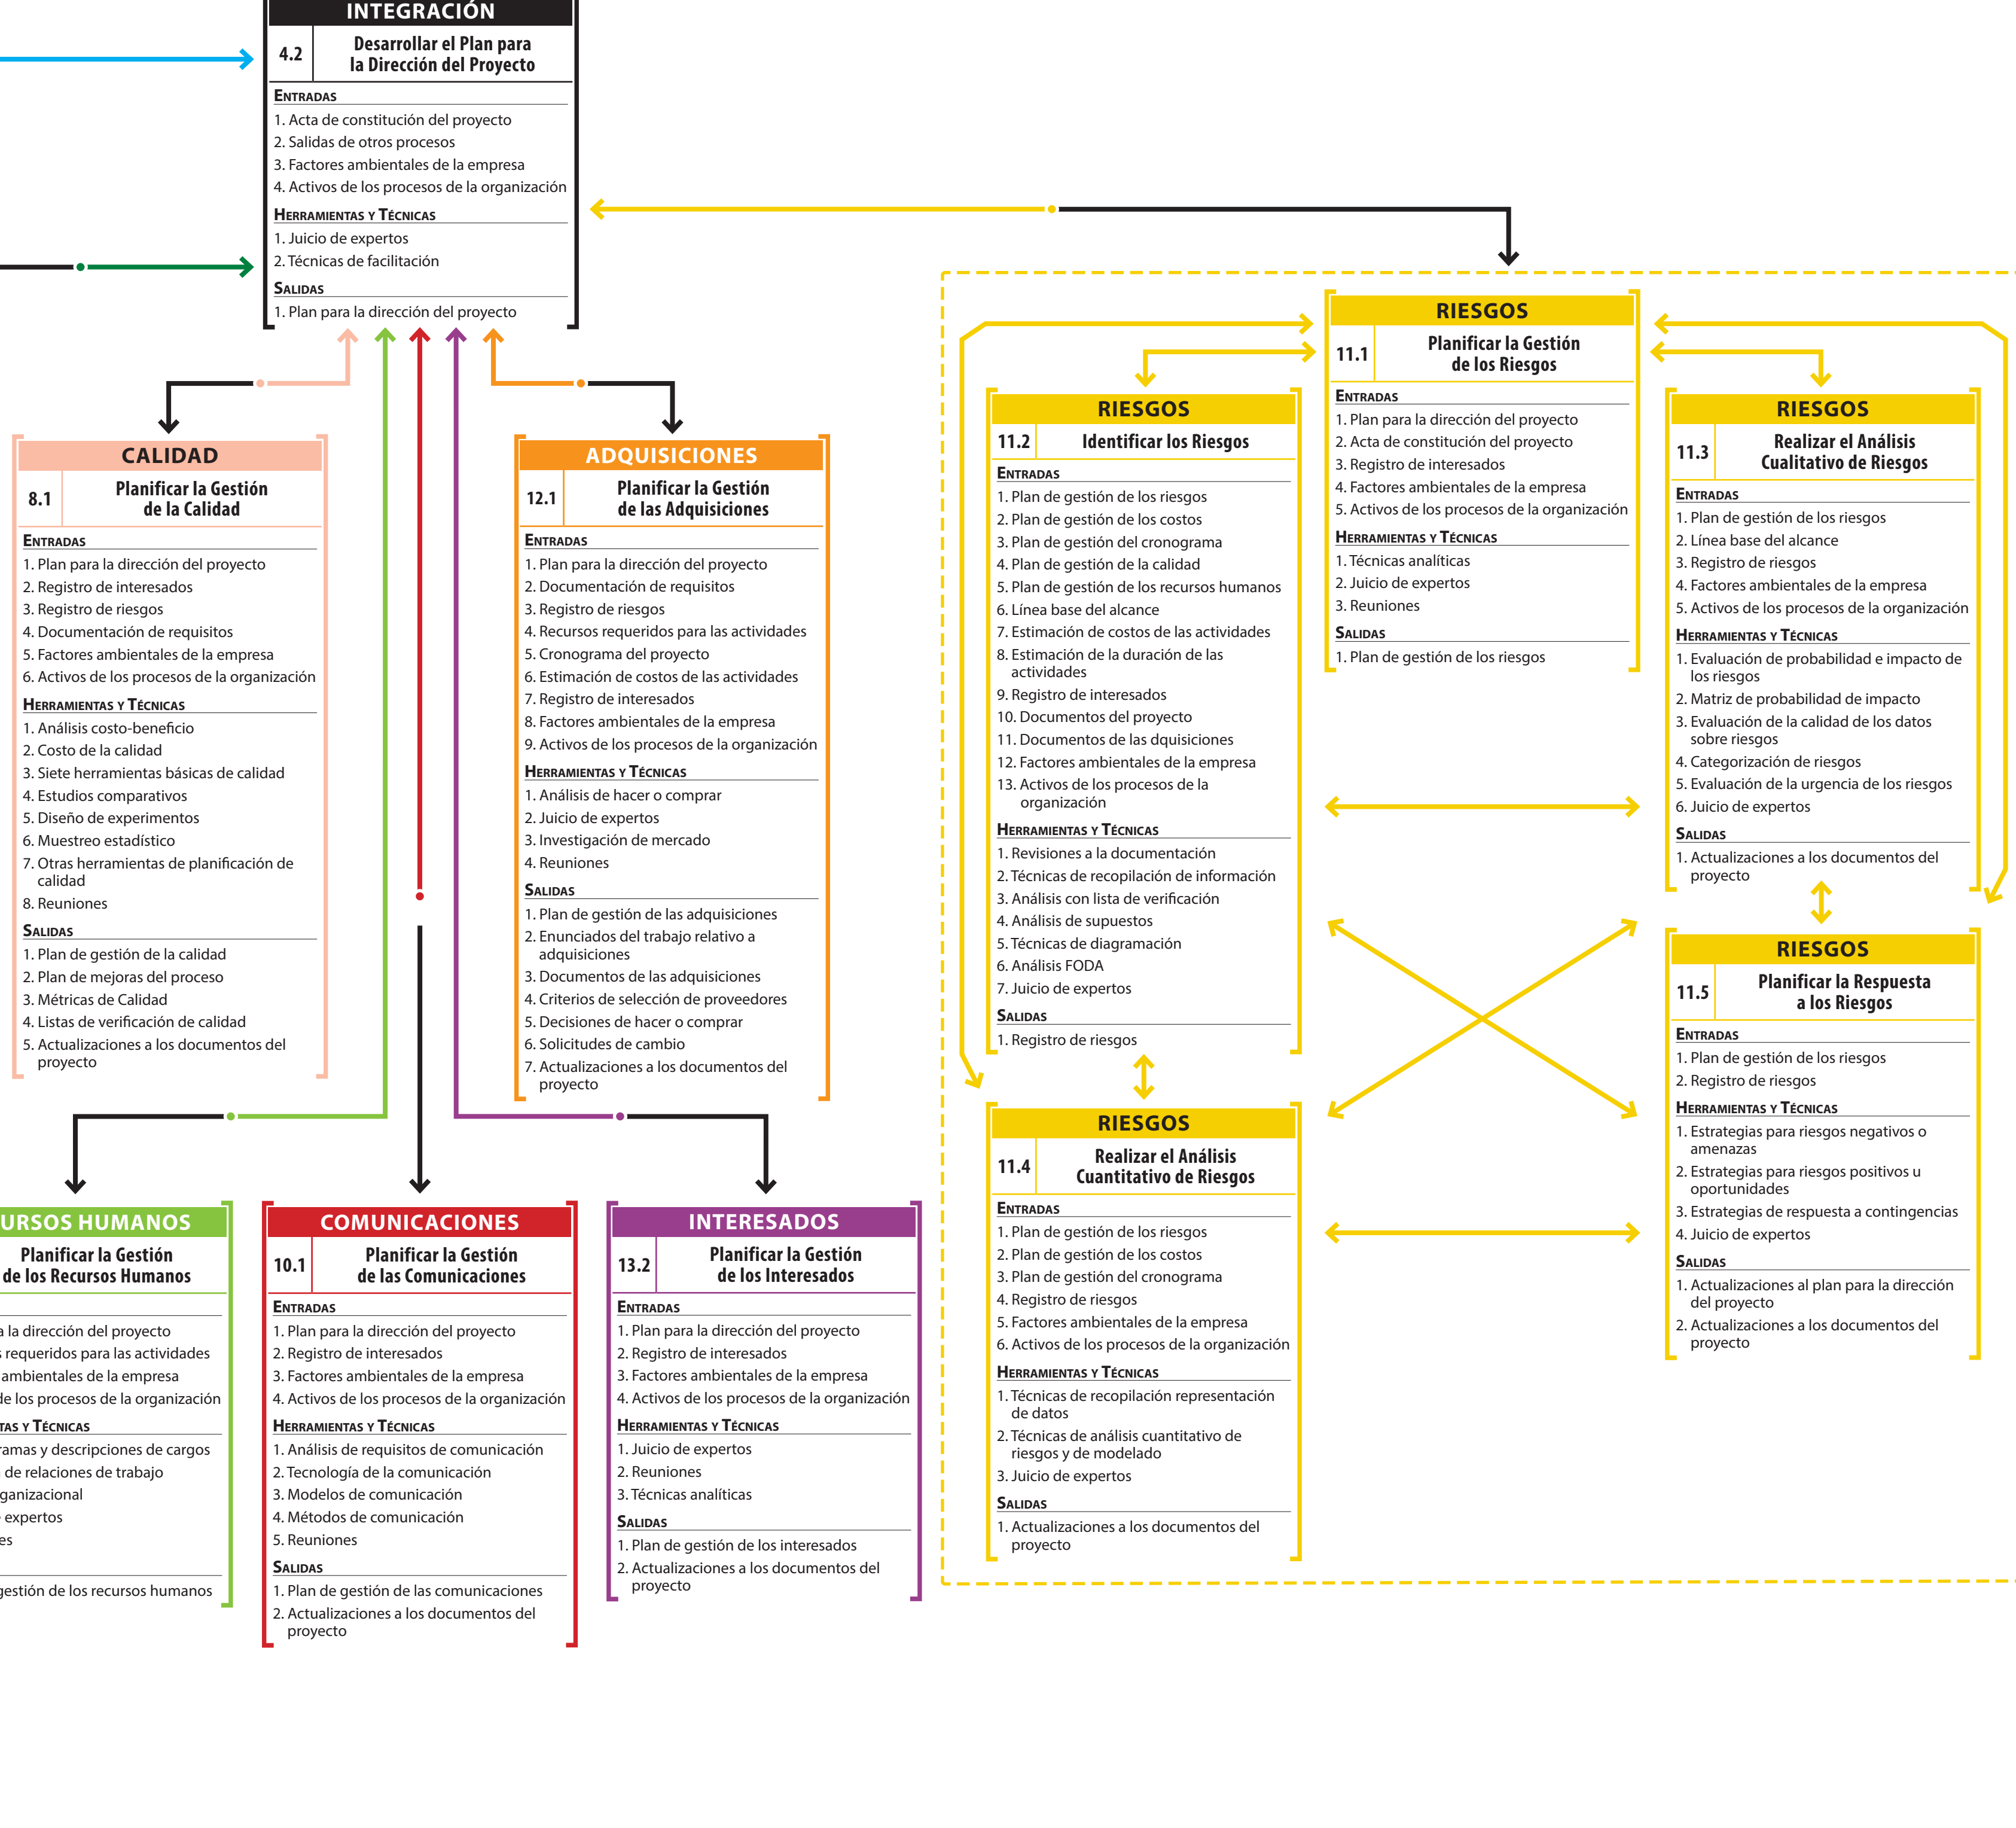 INTEGRACIÓN
4.2
Desarrollar el Plan para
la Dirección del Proyecto
ENTRADAS
1. Acta de constitución del proyecto
2. Salidas de otros procesos
3. Factores ambientales de la empresa
4. Activos de los procesos de la organización
HERRAMIENTAS Y TÉCNICAS
1. Juicio de expertos
2. Técnicas de facilitación
SALIDAS
1. Plan para la dirección del proyecto
CALIDAD
8.1
Planificar la Gestión
de la Calidad
ENTRADAS
1. Plan para la dirección del proyecto
2. Registro de interesados
3. Registro de riesgos
4. Documentación de requisitos
5. Factores ambientales de la empresa
6. Activos de los procesos de la organización
HERRAMIENTAS Y TÉCNICAS
1. Análisis costo-beneficio
2. Costo de la calidad
3. Siete herramientas básicas de calidad
4. Estudios comparativos
5. Diseño de experimentos
6. Muestreo estadístico
7. Otras herramientas de planificación de
calidad
8. Reuniones
SALIDAS
1. Plan de gestión de la calidad
2. Plan de mejoras del proceso
3. Métricas de Calidad
4. Listas de verificación de calidad
5. Actualizaciones a los documentos del
proyecto
ADQUISICIONES
12.1
Planificar la Gestión
de las Adquisiciones
ENTRADAS
1. Plan para la dirección del proyecto
2. Documentación de requisitos
3. Registro de riesgos
4. Recursos requeridos para las actividades
5. Cronograma del proyecto
6. Estimación de costos de las actividades
7. Registro de interesados
8. Factores ambientales de la empresa
9. Activos de los procesos de la organización
HERRAMIENTAS Y TÉCNICAS
1. Análisis de hacer o comprar
2. Juicio de expertos
3. Investigación de mercado
4. Reuniones
SALIDAS
1. Plan de gestión de las adquisiciones
2. Enunciados del trabajo relativo a
adquisiciones
3. Documentos de las adquisiciones
4. Criterios de selección de proveedores
5. Decisiones de hacer o comprar
6. Solicitudes de cambio
7. Actualizaciones a los documentos del
proyecto
URSOS HUMANOS
Planificar la Gestión
de los Recursos Humanos
la dirección del proyecto
requeridos para las actividades
ambientales de la empresa
de los procesos de la organización
TAS Y TÉCNICAS
ramas y descripciones de cargos
de relaciones de trabajo
ganizacional
expertos
es
gestión de los recursos humanos
COMUNICACIONES
10.1
Planificar la Gestión
de las Comunicaciones
ENTRADAS
1. Plan para la dirección del proyecto
2. Registro de interesados
3. Factores ambientales de la empresa
4. Activos de los procesos de la organización
HERRAMIENTAS Y TÉCNICAS
1. Análisis de requisitos de comunicación
2. Tecnología de la comunicación
3. Modelos de comunicación
4. Métodos de comunicación
5. Reuniones
SALIDAS
1. Plan de gestión de las comunicaciones
2. Actualizaciones a los documentos del
proyecto
INTERESADOS
13.2
Planificar la Gestión
de los Interesados
ENTRADAS
1. Plan para la dirección del proyecto
2. Registro de interesados
3. Factores ambientales de la empresa
4. Activos de los procesos de la organización
HERRAMIENTAS Y TÉCNICAS
1. Juicio de expertos
2. Reuniones
3. Técnicas analíticas
SALIDAS
1. Plan de gestión de los interesados
2. Actualizaciones a los documentos del
proyecto
RIESGOS
11.1
Planificar la Gestión
de los Riesgos
ENTRADAS
1. Plan para la dirección del proyecto
2. Acta de constitución del proyecto
3. Registro de interesados
4. Factores ambientales de la empresa
5. Activos de los procesos de la organización
HERRAMIENTAS Y TÉCNICAS
1. Técnicas analíticas
2. Juicio de expertos
3. Reuniones
SALIDAS
1. Plan de gestión de los riesgos
RIESGOS
11.2
Identificar los Riesgos
ENTRADAS
1. Plan de gestión de los riesgos
2. Plan de gestión de los costos
3. Plan de gestión del cronograma
4. Plan de gestión de la calidad
5. Plan de gestión de los recursos humanos
6. Línea base del alcance
7. Estimación de costos de las actividades
8. Estimación de la duración de las
actividades
9. Registro de interesados
10. Documentos del proyecto
11. Documentos de las dquisiciones
12. Factores ambientales de la empresa
13. Activos de los procesos de la
organización
HERRAMIENTAS Y TÉCNICAS
1. Revisiones a la documentación
2. Técnicas de recopilación de información
3. Análisis con lista de verificación
4. Análisis de supuestos
5. Técnicas de diagramación
6. Análisis FODA
7. Juicio de expertos
SALIDAS
1. Registro de riesgos
RIESGOS
11.3
Realizar el Análisis
Cualitativo de Riesgos
ENTRADAS
1. Plan de gestión de los riesgos
2. Línea base del alcance
3. Registro de riesgos
4. Factores ambientales de la empresa
5. Activos de los procesos de la organización
HERRAMIENTAS Y TÉCNICAS
1. Evaluación de probabilidad e impacto de
los riesgos
2. Matriz de probabilidad de impacto
3. Evaluación de la calidad de los datos
sobre riesgos
4. Categorización de riesgos
5. Evaluación de la urgencia de los riesgos
6. Juicio de expertos
SALIDAS
1. Actualizaciones a los documentos del
proyecto
RIESGOS
11.4
Realizar el Análisis
Cuantitativo de Riesgos
ENTRADAS
1. Plan de gestión de los riesgos
2. Plan de gestión de los costos
3. Plan de gestión del cronograma
4. Registro de riesgos
5. Factores ambientales de la empresa
6. Activos de los procesos de la organización
HERRAMIENTAS Y TÉCNICAS
1. Técnicas de recopilación representación
de datos
2. Técnicas de análisis cuantitativo de
riesgos y de modelado
3. Juicio de expertos
SALIDAS
1. Actualizaciones a los documentos del
proyecto
RIESGOS
11.5
Planificar la Respuesta
a los Riesgos
ENTRADAS
1. Plan de gestión de los riesgos
2. Registro de riesgos
HERRAMIENTAS Y TÉCNICAS
1. Estrategias para riesgos negativos o
amenazas
2. Estrategias para riesgos positivos u
oportunidades
3. Estrategias de respuesta a contingencias
4. Juicio de expertos
SALIDAS
1. Actualizaciones al plan para la dirección
del proyecto
2. Actualizaciones a los documentos del
proyecto